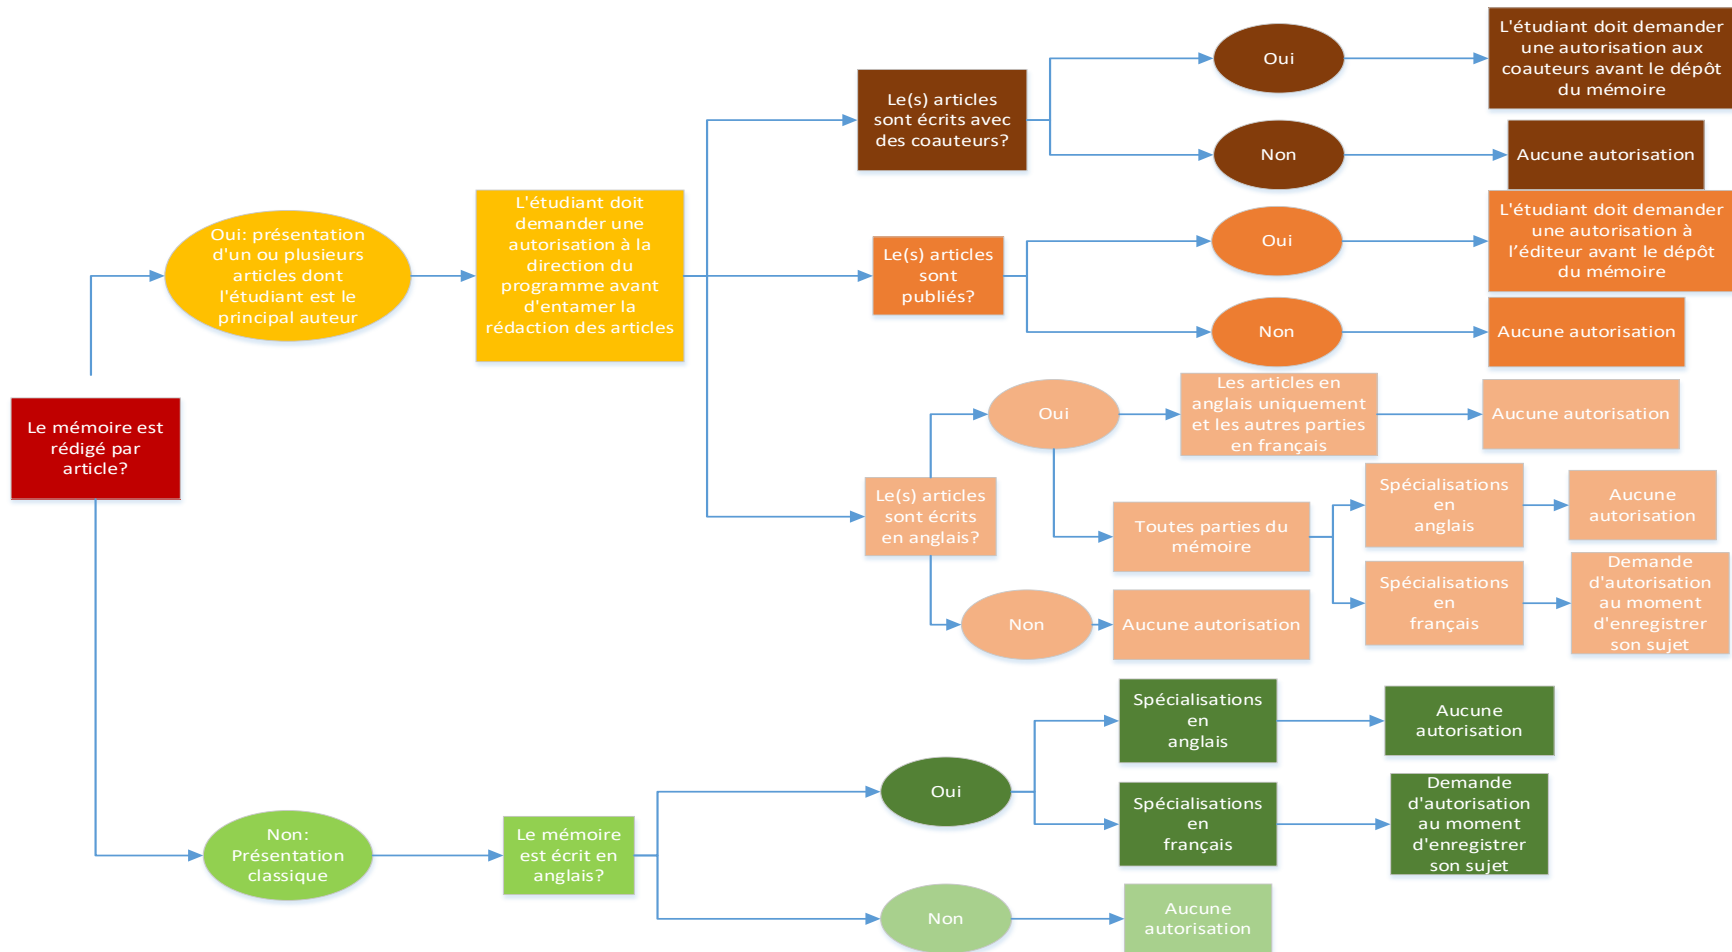 Le mémoire est
rédigé par
article?
Oui: présentation
d'un ou plusieurs
articles dont
l'étudiant est le
principal auteur
L'étudiant doit
demander une
autorisation à la
direction du
programme avant
d'entamer la
rédaction des articles
Le(s) articles
sont écrits avec
des coauteurs?
Oui
L'étudiant doit demander
une autorisation aux
coauteurs avant le dépôt
du mémoire
Non
Aucune autorisation
Le(s) articles
sont
publiés?
Oui
L'étudiant doit demander
une autorisation à
l’éditeur avant le dépôt
du mémoire
Non
Aucune autorisation
Le(s) articles
sont écrits
en anglais?
Oui
Les articles en
anglais uniquement
et les autres parties
en français
Aucune autorisation
Toutes parties du
mémoire
Spécialisations
en
anglais
Aucune
autorisation
Spécialisations
en
français
Demande
d'autorisation
au moment
d'enregistrer
son sujet
Non
Aucune autorisation
Non:
Présentation
classique
Le mémoire
est écrit en
anglais?
Oui
Spécialisations
en
anglais
Aucune
autorisation
Spécialisations
en
français
Demande
d'autorisation
au moment
d'enregistrer
son sujet
Non
Aucune
autorisation